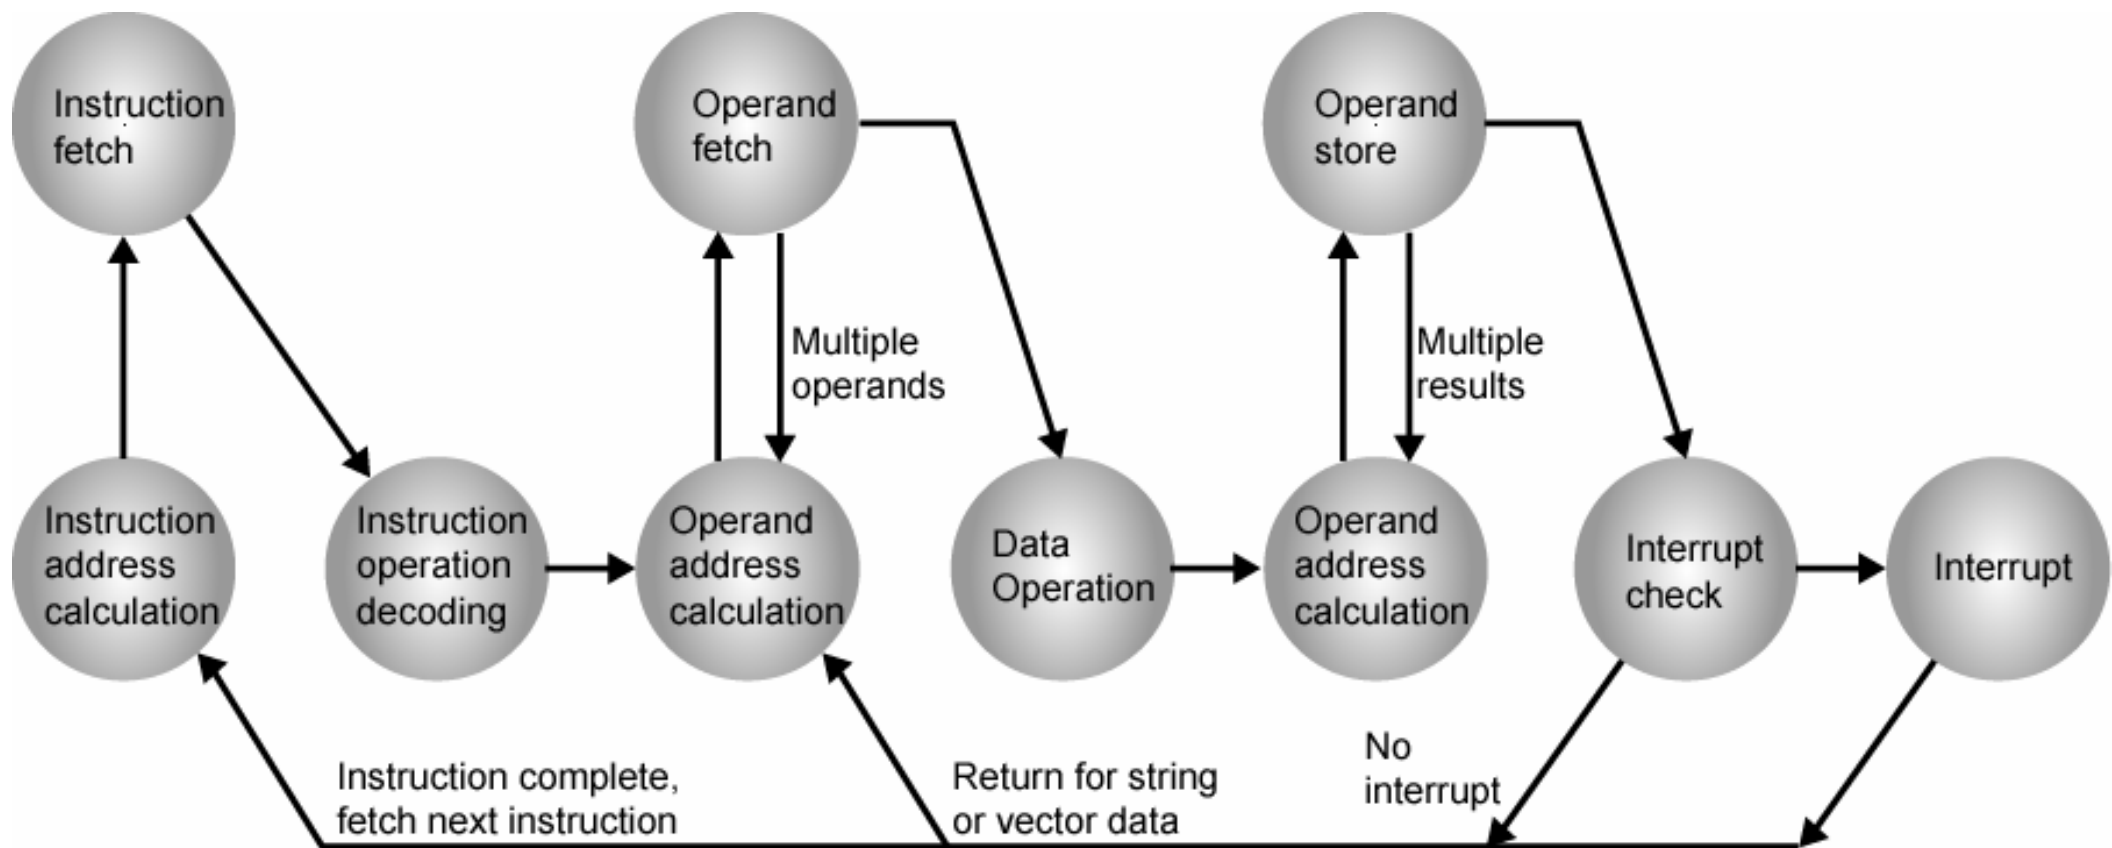 Instruction
fetch
Operand
fetch
Operand
store
Multiple
operands
Multiple
results
Instruction
address
calculation
Instruction
operation
decoding
Operand
address
calculation
Data
Operation
Operand
address
calculation
Interrupt
check
Interrupt
Instruction complete,
fetch next instruction
Return for string
or vector data
No
interrupt